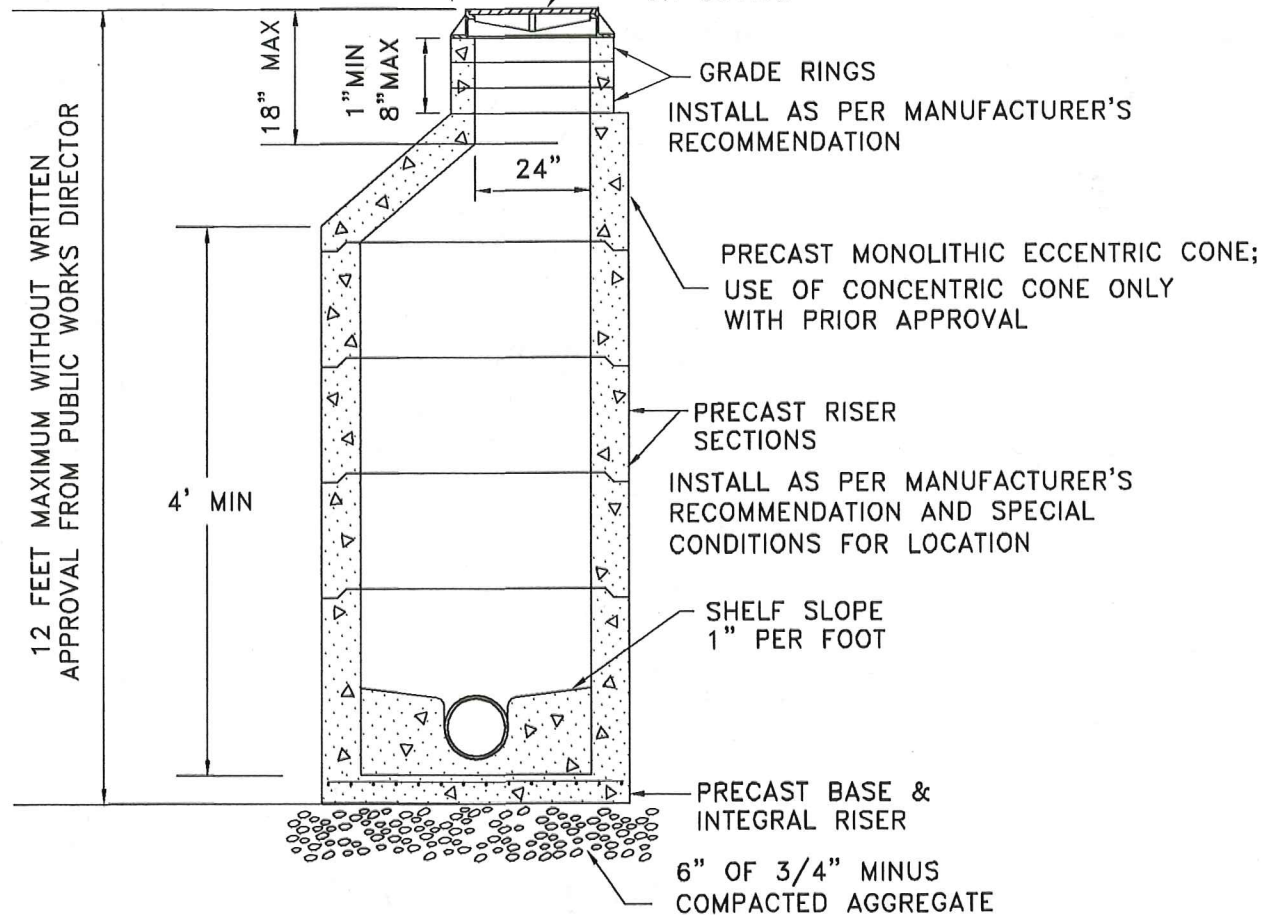 18" MAX
1" MIN
8" MAX
GRADE RINGS
INSTALL AS PER MANUFACTURER'S
RECOMMENDATION
24"
12 FEET MAXIMUM WITHOUT WRITTEN
APPROVAL FROM PUBLIC WORKS DIRECTOR
PRECAST MONOLITHIC ECCENTRIC CONE;
USE OF CONCENTRIC CONE ONLY
WITH PRIOR APPROVAL
4' MIN
PRECAST RISER
SECTIONS
INSTALL AS PER MANUFACTURER'S
RECOMMENDATION AND SPECIAL
CONDITIONS FOR LOCATION
SHELF SLOPE
1" PER FOOT
PRECAST BASE &
INTEGRAL RISER
6" OF 3/4" MINUS
COMPACTED AGGREGATE